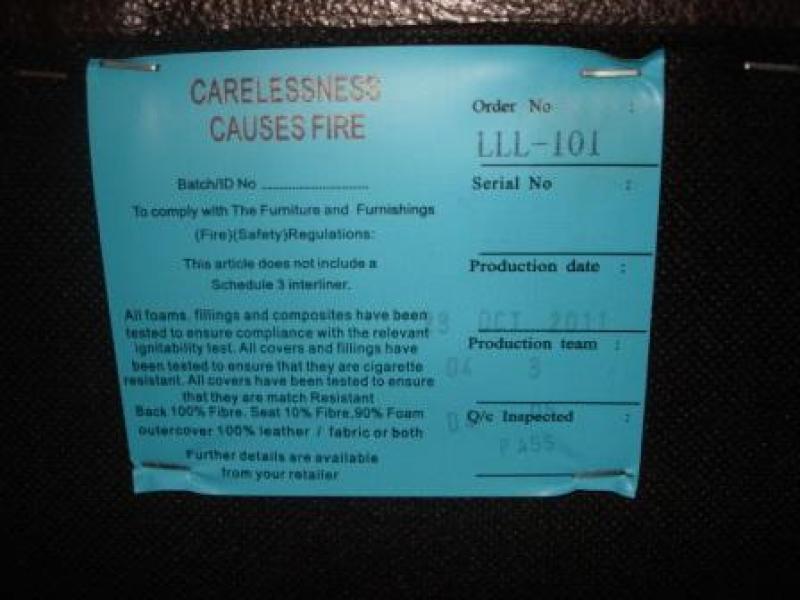 CARELESSNESS
CAUSES FIRE
Batch/ID No ..............................
To comply with The Furniture and Furnishings
(Fire)(Safety)Regulations:
This article does not include a
Schedule 3 interliner.
All foams, fillings and composites have been
tested to ensure compliance with the relevant
ignitability test. All covers and fillings have
been tested to ensure that they are cigarette
resistant. All covers have been tested to ensure
that they are match Resistant
Back 100% Fibre. Seat 10% Fibre,90% Foam
outercover 100% leather / fabric or both
Further details are available
from your retailer
Order No :
LLL-101
Serial No :
Production date :
OCT 2011
Production team :
04 3
Q/c Inspected :
PASS